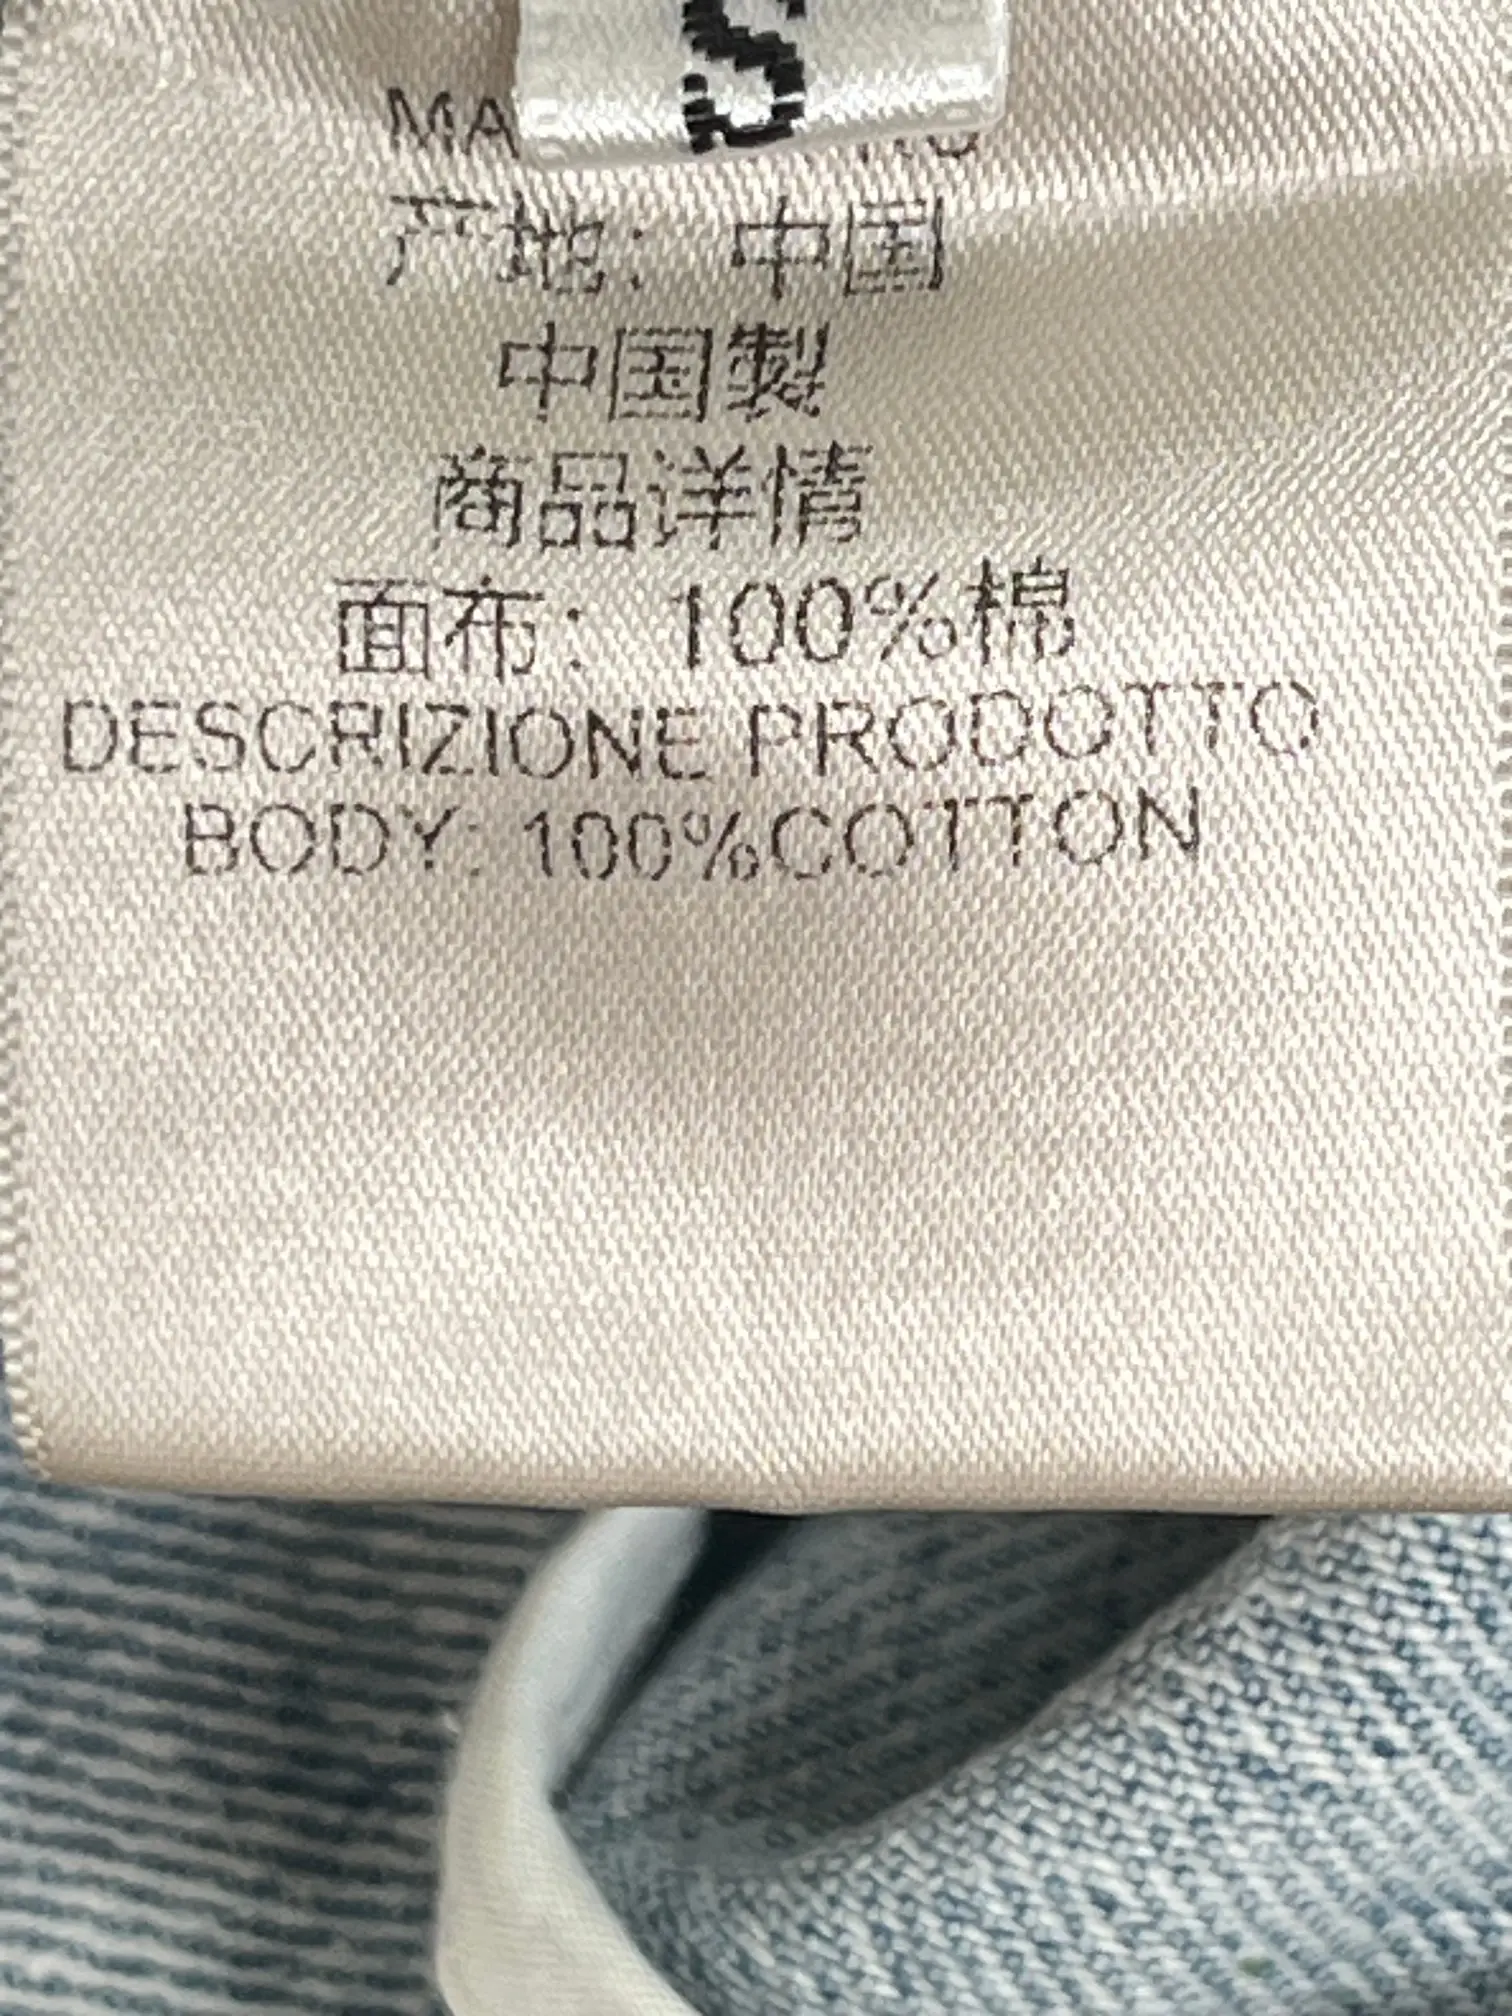 S
产地：中国
中国製
商品详情
面布：100%棉
DESCRIZIONE PRODOTTO
BODY: 100%COTTON